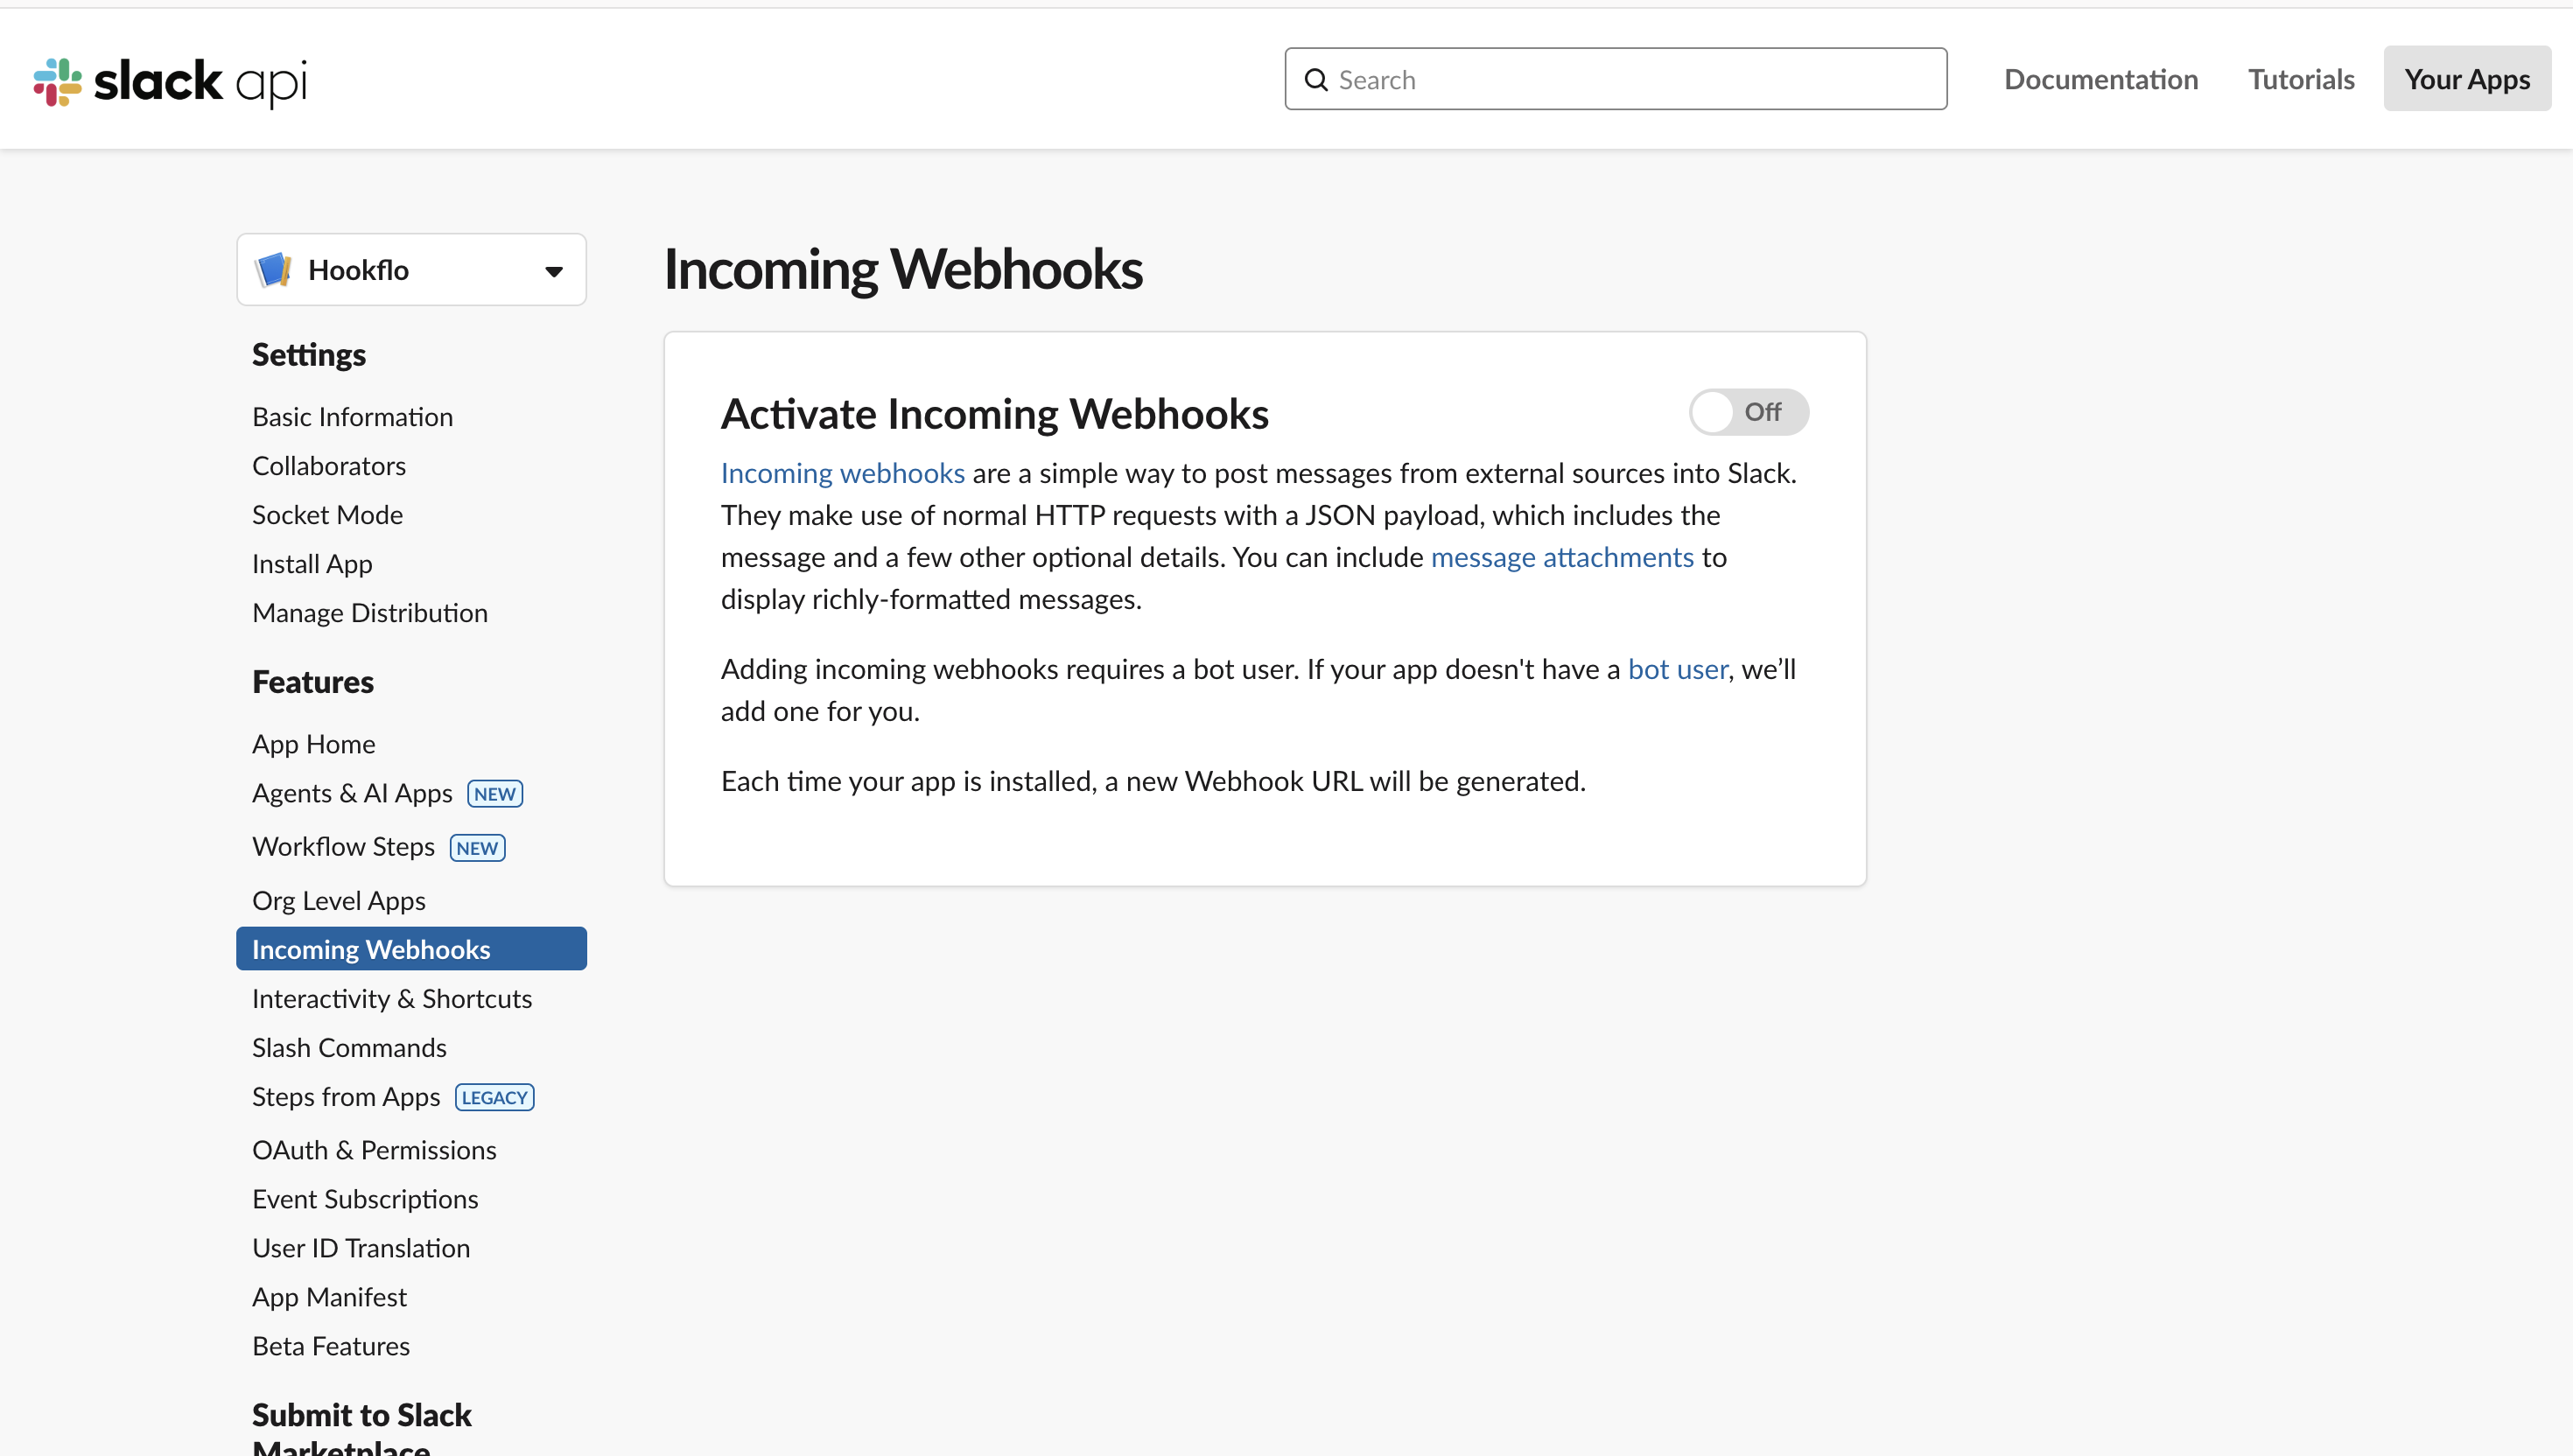 slack api
Search
Documentation
Tutorials
Your Apps
Hookflo
Settings
Basic Information
Collaborators
Socket Mode
Install App
Manage Distribution
Features
App Home
Agents & AI Apps NEW
Workflow Steps NEW
Org Level Apps
Incoming Webhooks
Interactivity & Shortcuts
Slash Commands
Steps from Apps LEGACY
OAuth & Permissions
Event Subscriptions
User ID Translation
App Manifest
Beta Features
Submit to Slack
Marketplace
Incoming Webhooks
Activate Incoming Webhooks
Off
Incoming webhooks are a simple way to post messages from external sources into Slack.
They make use of normal HTTP requests with a JSON payload, which includes the
message and a few other optional details. You can include message attachments to
display richly-formatted messages.
Adding incoming webhooks requires a bot user. If your app doesn't have a bot user, we’ll
add one for you.
Each time your app is installed, a new Webhook URL will be generated.